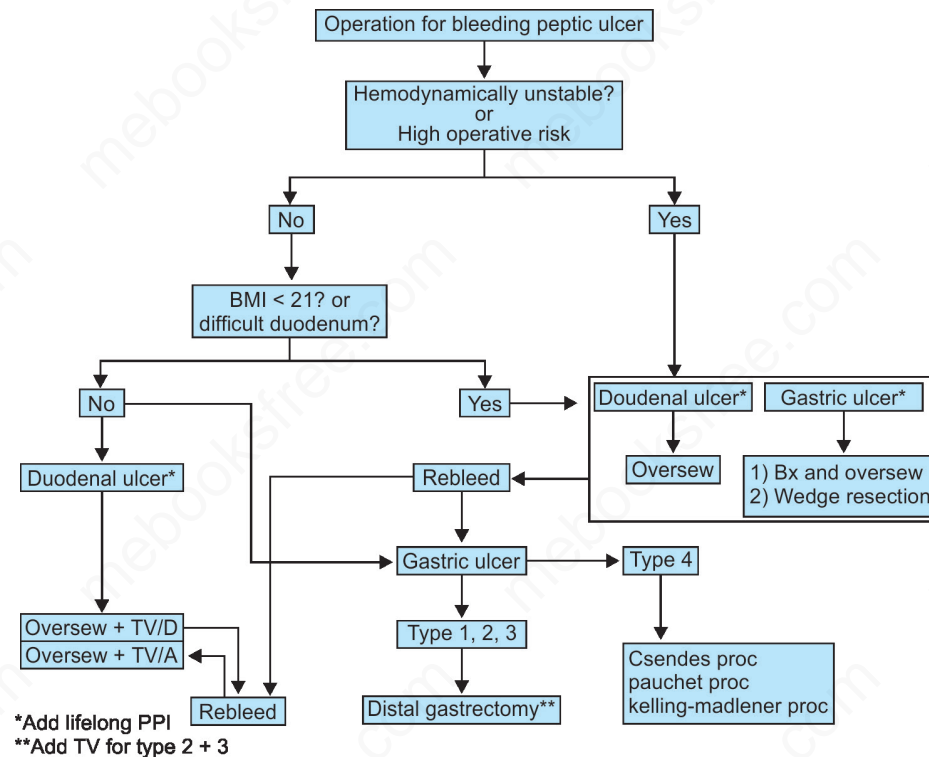 Operation for bleeding peptic ulcer
Hemodynamically unstable?
or
High operative risk
No
Yes
BMI < 21? or
difficult duodenum?
No
Yes
Doudenal ulcer*
Gastric ulcer*
Duodenal ulcer*
Rebleed
Oversew
1) Bx and oversew
2) Wedge resection
Gastric ulcer
Type 4
Oversew + TV/D
Oversew + TV/A
Type 1, 2, 3
Csendes proc
pauchet proc
kelling-madlener proc
Rebleed
Distal gastrectomy**
*Add lifelong PPI
**Add TV for type 2 + 3
mebooksfree.com